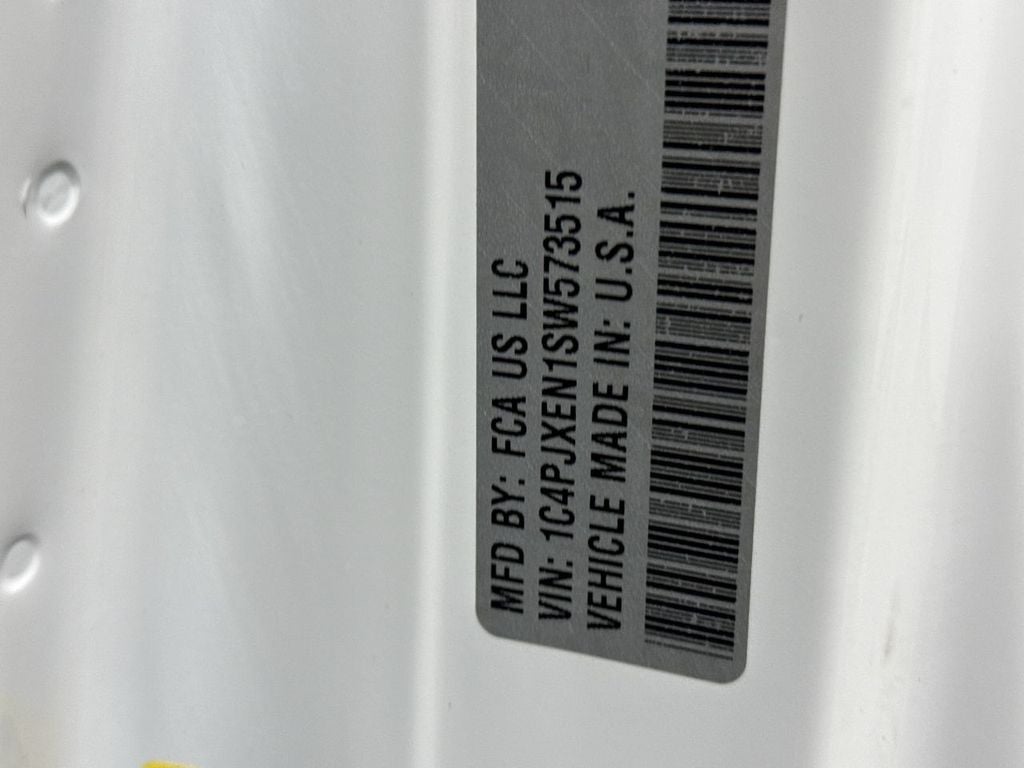 MFD BY: FCA US LLC
VIN: 1C4PJXEN1SW573515
VEHICLE MADE IN: U.S.A.